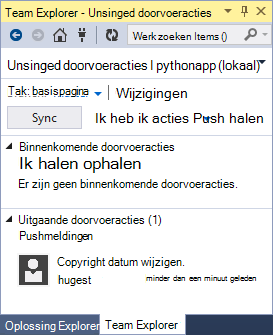 Team Explorer - Unsinged doorvoeracties
Werk zoeken Items ()
Unsinged doorvoeracties | pythonapp (lokaal)
Tak: basispagina Wijzigingen
Sync Ik heb ik acties Push halen
Binnenkomende doorvoeracties
Ik halen ophalen
Er zijn geen binnenkomende doorvoeracties.
Uitgaande doorvoeracties (1)
Pushmeldingen
Copyright datum wijzigen.
hugest minder dan een minuut geleden
Oplossing Explorer Team Explorer